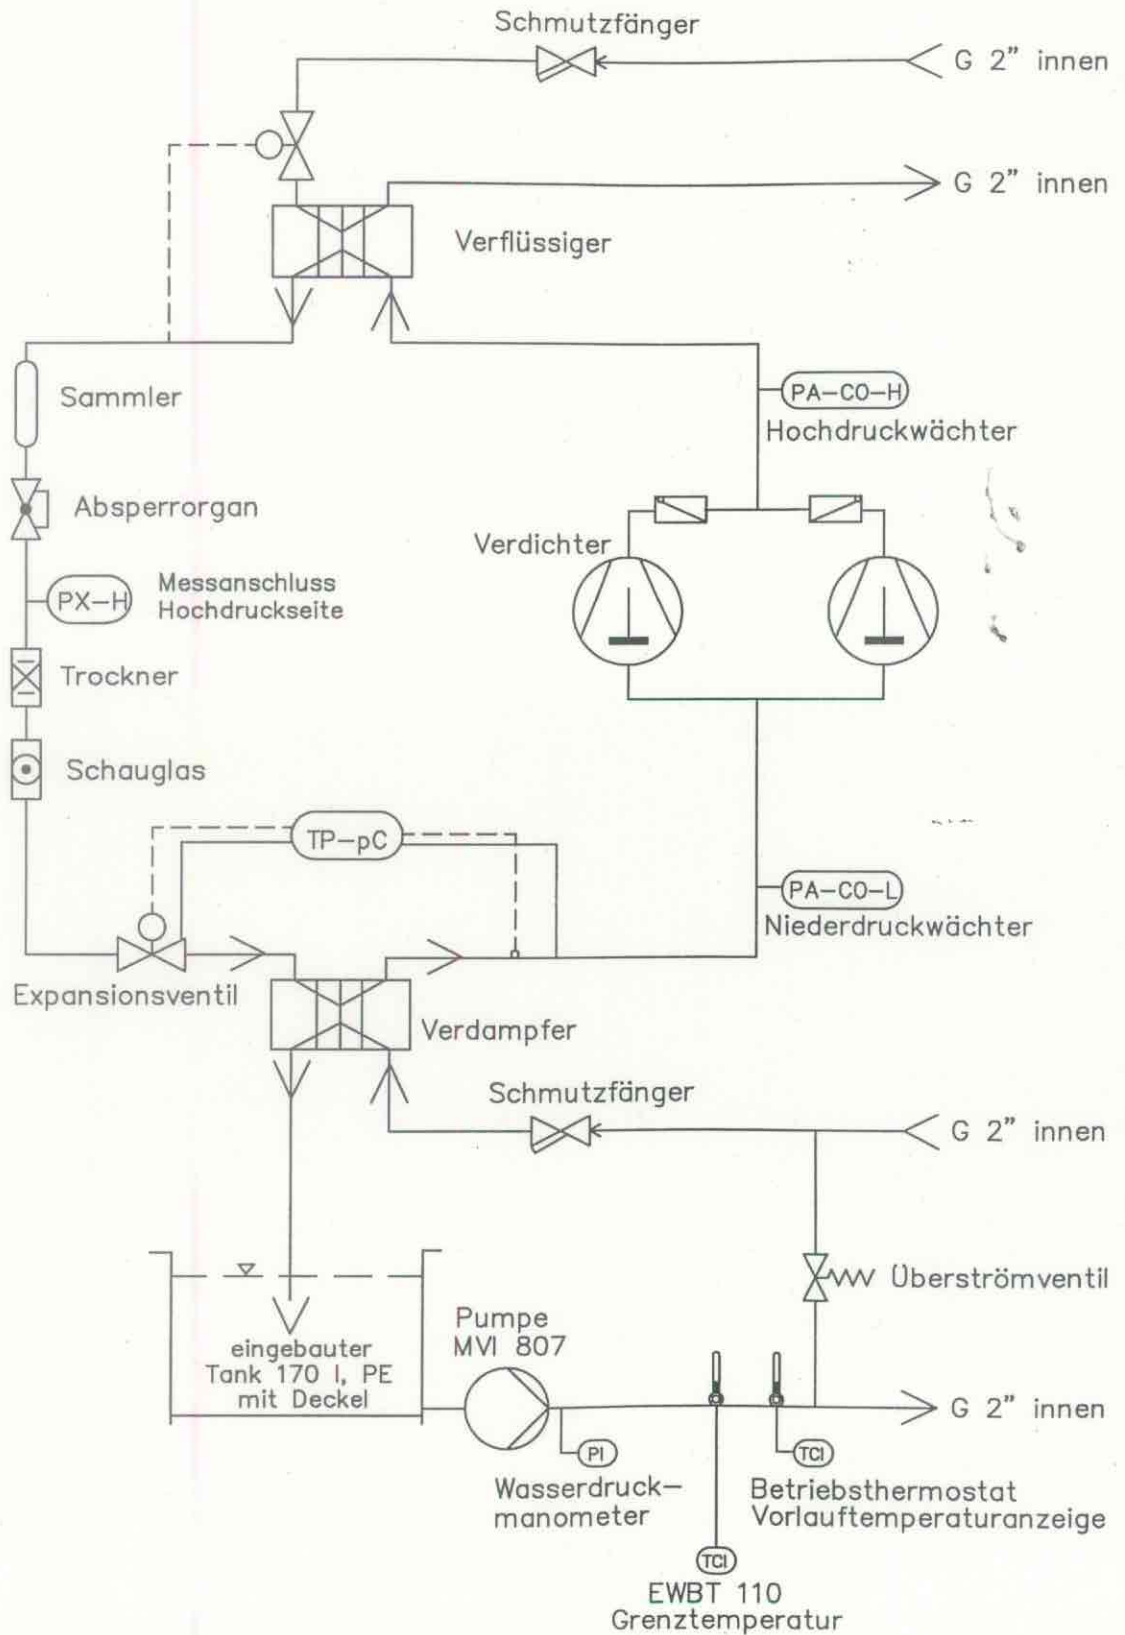 Schmutzfänger
G 2" innen
G 2" innen
Verflüssiger
Sammler
PA-CO-H
Hochdruckwächter
Absperrorgan
Verdichter
PX-H
Messanschluss
Hochdruckseite
Trockner
Schauglas
TP-pC
PA-CO-L
Niederdruckwächter
Expansionsventil
Verdampfer
Schmutzfänger
G 2" innen
Überströmventil
eingebauter
Tank 170 l, PE
mit Deckel
Pumpe
MVI 807
G 2" innen
PI
TCI
Wasserdruck-
manometer
Betriebsthermostat
Vorlauftemperaturanzeige
TCI
EWBT 110
Grenztemperatur